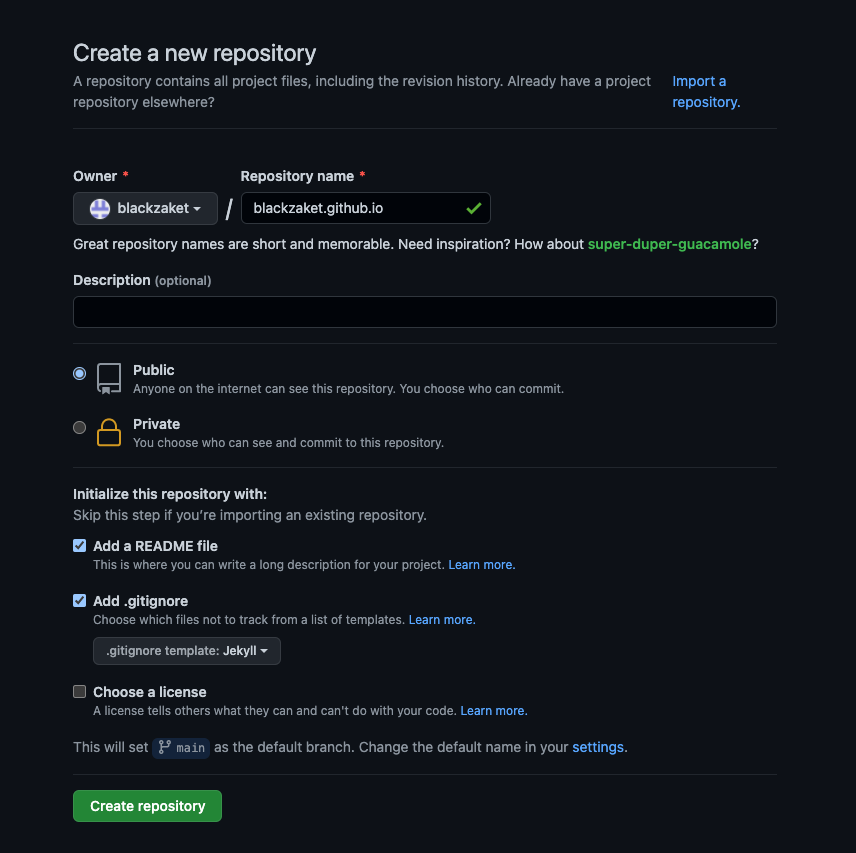 Create a new repository
A repository contains all project files, including the revision history. Already have a project Import a
repository elsewhere? repository.
Owner * Repository name *
blackzaket / blackzaket.github.io
Great repository names are short and memorable. Need inspiration? How about super-duper-guacamole?
Description (optional)
Public
Anyone on the internet can see this repository. You choose who can commit.
Private
You choose who can see and commit to this repository.
Initialize this repository with:
Skip this step if you’re importing an existing repository.
Add a README file
This is where you can write a long description for your project. Learn more.
Add .gitignore
Choose which files not to track from a list of templates. Learn more.
.gitignore template: Jekyll
Choose a license
A license tells others what they can and can't do with your code. Learn more.
This will set main as the default branch. Change the default name in your settings.
Create repository